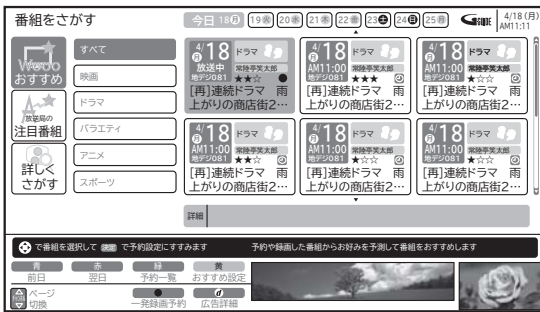 番組をさがす
今日 18月 19火 20水 21木 22金 23土 24日 25月 GGUIDE 4/18 (月) AM11:11
Wooo
おすすめ
放送局の
注目番組
詳しく
さがす
すべて
映画
ドラマ
バラエティ
アニメ
スポーツ
4/18 月 ドラマ
放送中 常陸亭笑太郎
地デジ081 ★★☆
[再]連続ドラマ 雨
上がりの商店街2…
4/18 月 ドラマ
AM11:00 常陸亭笑太郎
地デジ081 ★★★
[再]連続ドラマ 雨
上がりの商店街2…
4/18 月 ドラマ
AM11:00 常陸亭笑太郎
地デジ081 ★★☆
[再]連続ドラマ 雨
上がりの商店街2…
4/18 月 ドラマ
AM11:00 常陸亭笑太郎
地デジ081 ★★☆
[再]連続ドラマ 雨
上がりの商店街2…
4/18 月 ドラマ
AM11:00 常陸亭笑太郎
地デジ081 ★☆☆
[再]連続ドラマ 雨
上がりの商店街2…
4/18 月 ドラマ
AM11:00 常陸亭笑太郎
地デジ081 ★☆☆
[再]連続ドラマ 雨
上がりの商店街2…
詳細
で番組を選択して 決定 で予約設定にすすみます 予約や録画した番組からお好みを予測して番組をおすすめします
青 赤 緑 黄
前日 翌日 予約一覧 おすすめ設定
MORE ページ切換 ● 一発録画予約 d 広告詳細